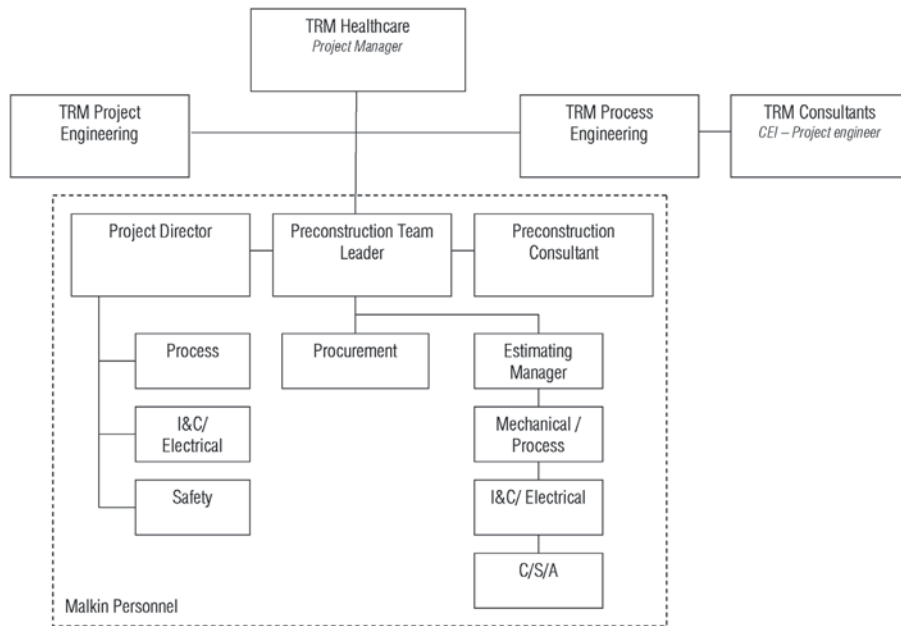 TRM Healthcare
Project Manager
TRM Project
Engineering
TRM Process
Engineering
TRM Consultants
CEI – Project engineer
Project Director
Preconstruction Team
Leader
Preconstruction
Consultant
Process
Procurement
Estimating
Manager
I&C/
Electrical
Mechanical /
Process
Safety
I&C/ Electrical
C/S/A
Malkin Personnel